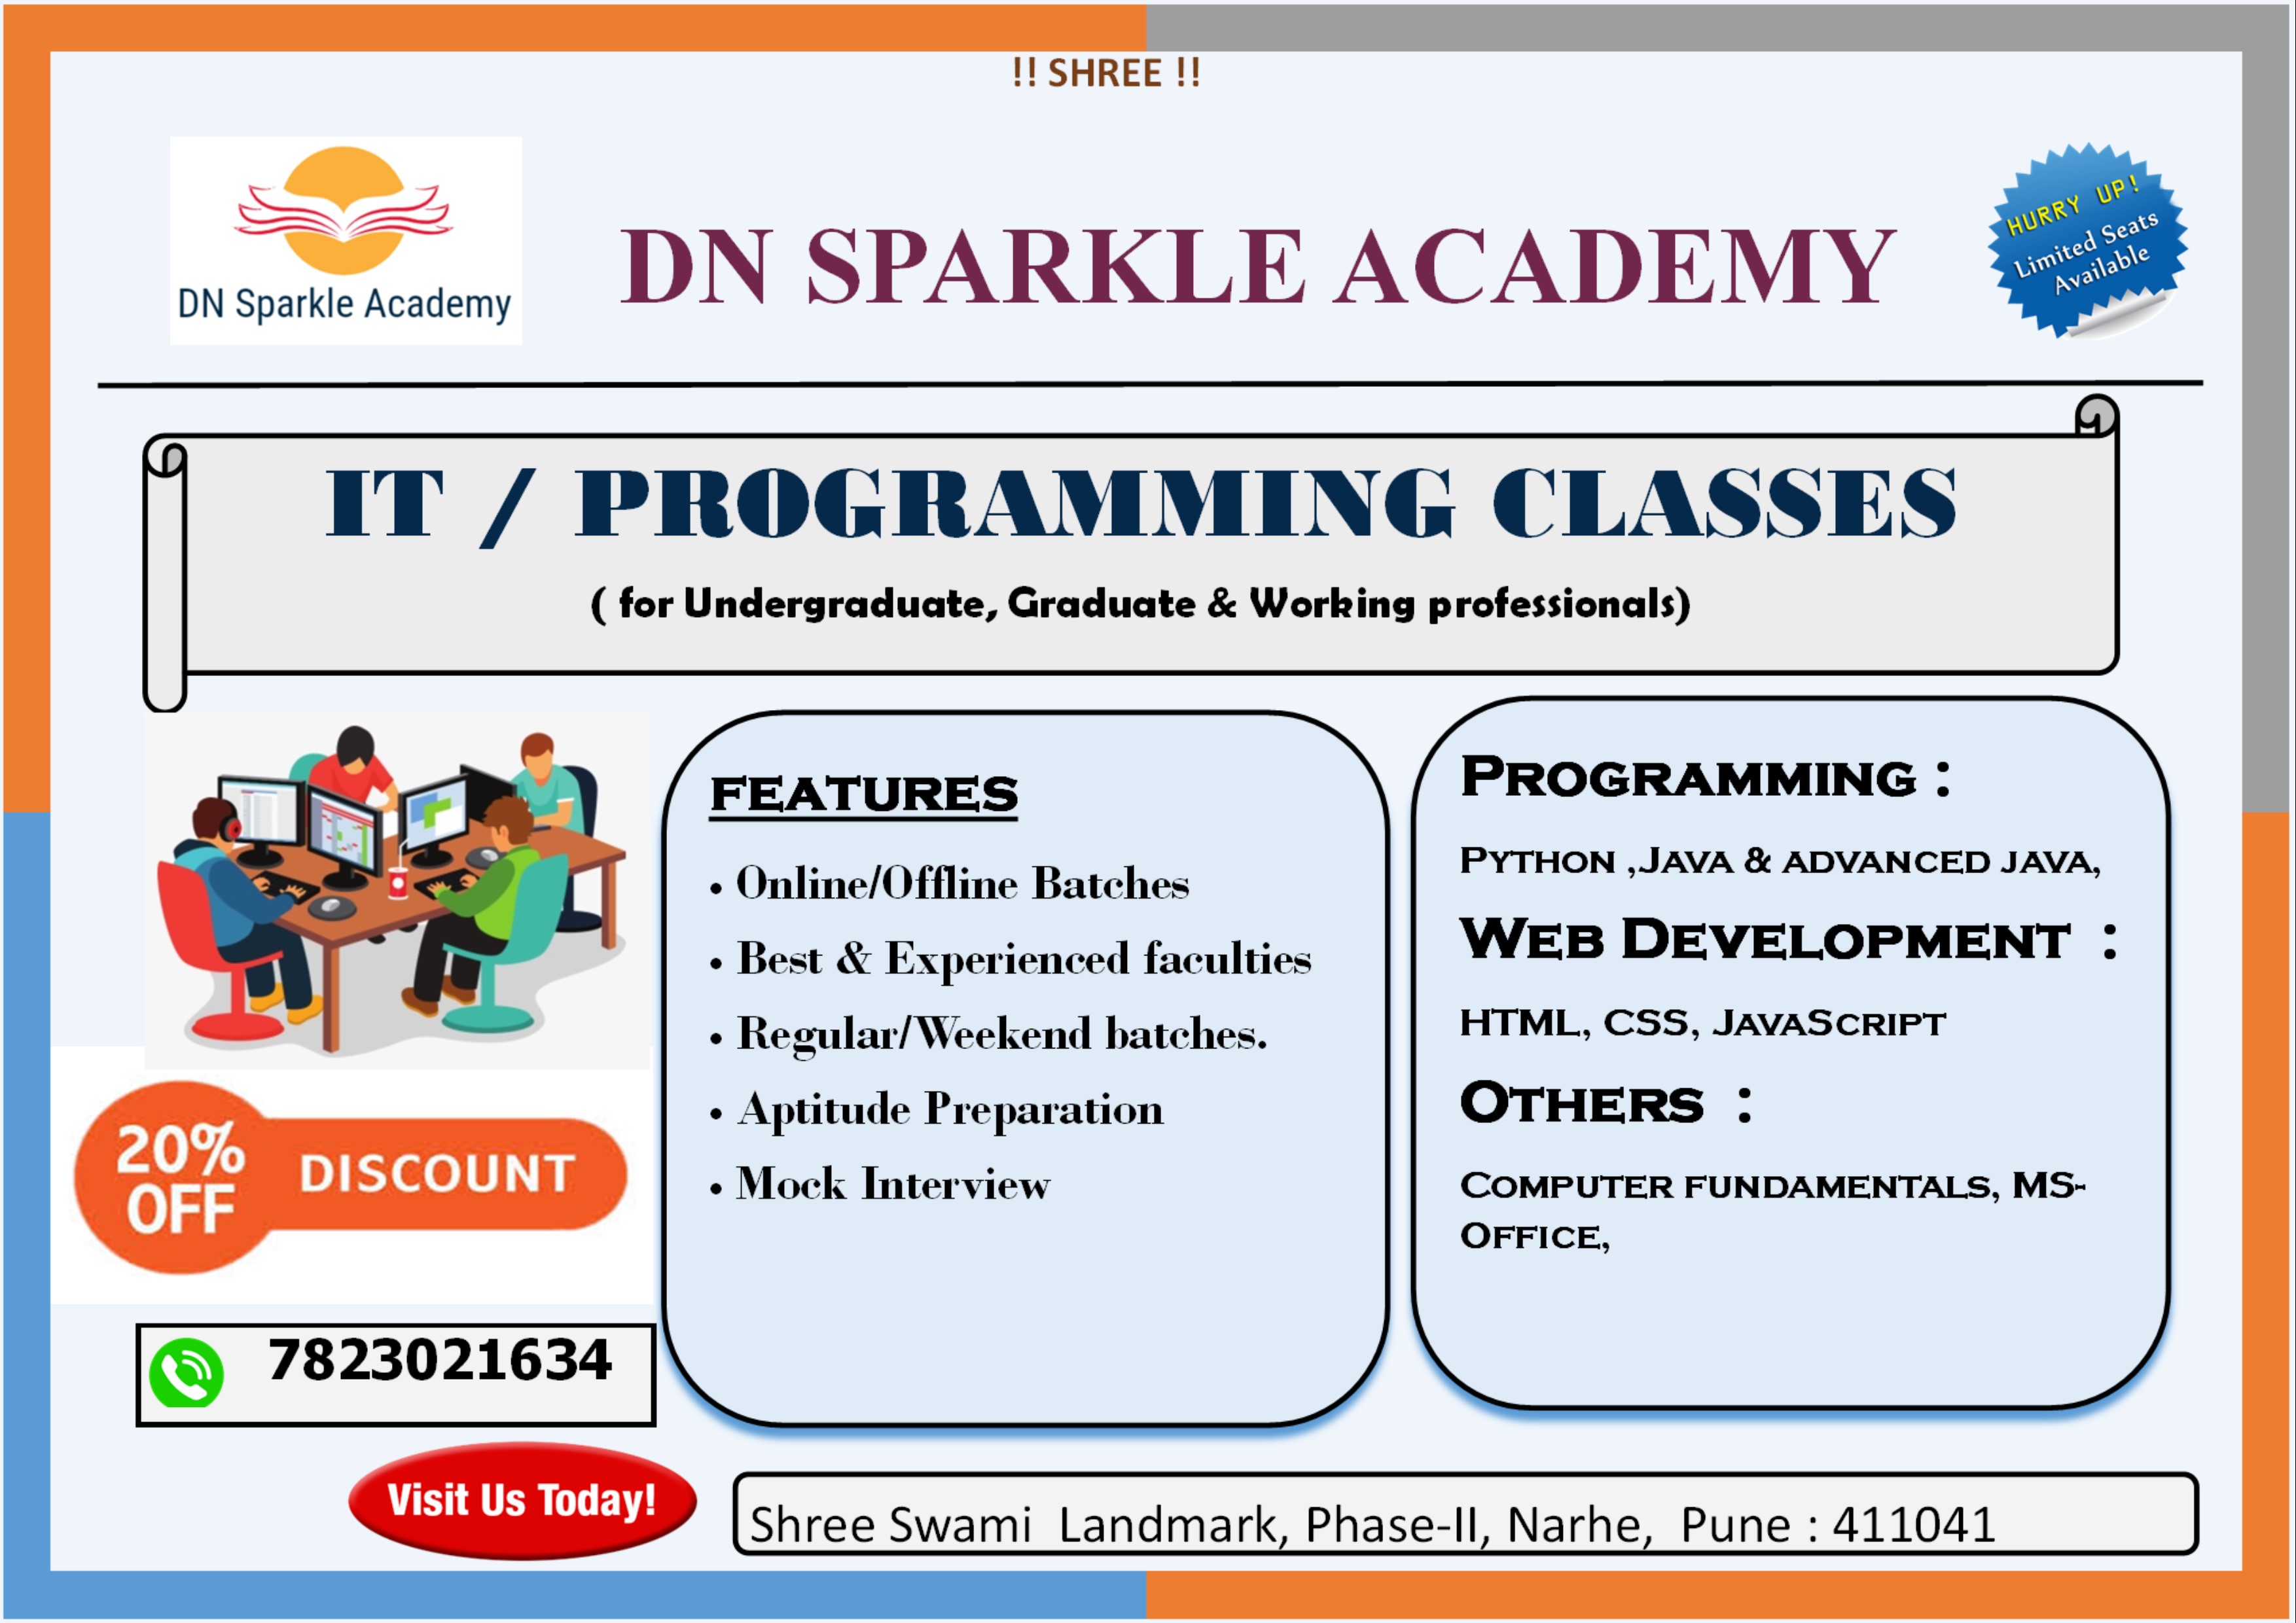 !! SHREE !!
DN Sparkle Academy
DN SPARKLE ACADEMY
HURRY UP!
Limited Seats
Available
IT / PROGRAMMING CLASSES
( for Undergraduate, Graduate & Working professionals)
FEATURES
• Online/Offline Batches
• Best & Experienced faculties
• Regular/Weekend batches.
• Aptitude Preparation
• Mock Interview
PROGRAMMING :
PYTHON ,JAVA & ADVANCED JAVA,
WEB DEVELOPMENT :
HTML, CSS, JAVASCRIPT
OTHERS :
COMPUTER FUNDAMENTALS, MS-
OFFICE,
20%
OFF
DISCOUNT
7823021634
Visit Us Today!
Shree Swami Landmark, Phase-II, Narhe, Pune : 411041